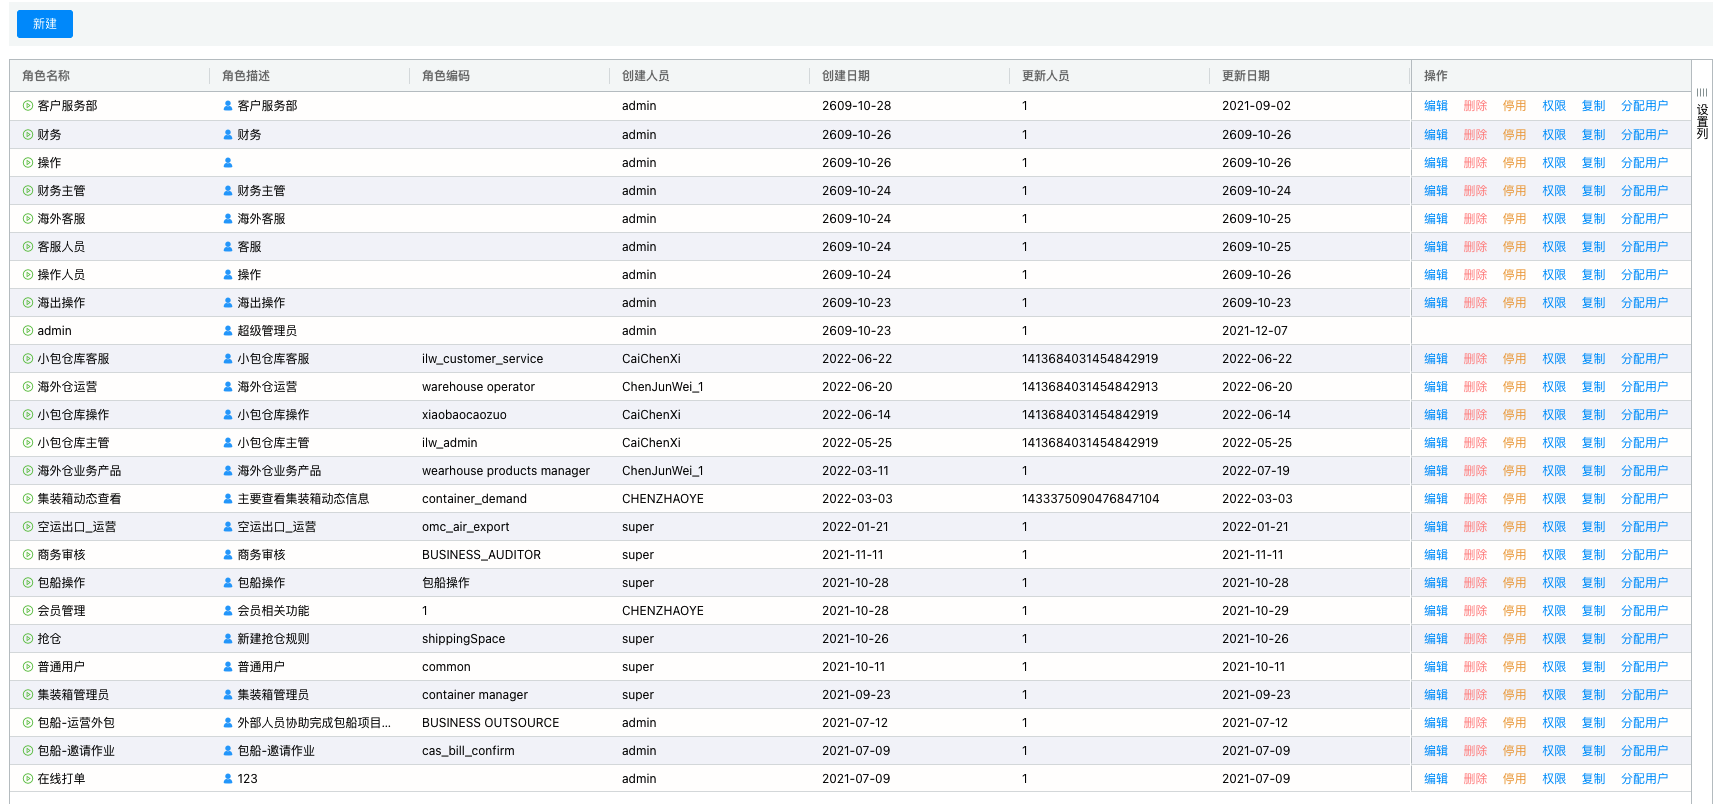 新建
角色名称 角色描述 角色编码 创建人员 创建日期 更新人员 更新日期 操作
设置列
客户服务部 客户服务部 admin 2609-10-28 1 2021-09-02 编辑 删除 停用 权限 复制 分配用户
财务 财务 admin 2609-10-26 1 2609-10-26 编辑 删除 停用 权限 复制 分配用户
操作 admin 2609-10-26 1 2609-10-26 编辑 删除 停用 权限 复制 分配用户
财务主管 财务主管 admin 2609-10-24 1 2609-10-24 编辑 删除 停用 权限 复制 分配用户
海外客服 海外客服 admin 2609-10-24 1 2609-10-25 编辑 删除 停用 权限 复制 分配用户
客服人员 客服 admin 2609-10-24 1 2609-10-25 编辑 删除 停用 权限 复制 分配用户
操作人员 操作 admin 2609-10-24 1 2609-10-26 编辑 删除 停用 权限 复制 分配用户
海出操作 海出操作 admin 2609-10-23 1 2609-10-23 编辑 删除 停用 权限 复制 分配用户
admin 超级管理员 admin 2609-10-23 1 2021-12-07
小包仓库客服 小包仓库客服 ilw_customer_service CaiChenXi 2022-06-22 1413684031454842919 2022-06-22 编辑 删除 停用 权限 复制 分配用户
海外仓运营 海外仓运营 warehouse operator ChenJunWei_1 2022-06-20 1413684031454842913 2022-06-20 编辑 删除 停用 权限 复制 分配用户
小包仓库操作 小包仓库操作 xiaobaocaozuo CaiChenXi 2022-06-14 1413684031454842919 2022-06-14 编辑 删除 停用 权限 复制 分配用户
小包仓库主管 小包仓库主管 ilw_admin CaiChenXi 2022-05-25 1413684031454842919 2022-05-25 编辑 删除 停用 权限 复制 分配用户
海外仓业务产品 海外仓业务产品 wearhouse products manager ChenJunWei_1 2022-03-11 1 2022-07-19 编辑 删除 停用 权限 复制 分配用户
集装箱动态查看 主要查看集装箱动态信息 container_demand CHENZHAOYE 2022-03-03 1433375090476847104 2022-03-03 编辑 删除 停用 权限 复制 分配用户
空运出口_运营 空运出口_运营 omc_air_export super 2022-01-21 1 2022-01-21 编辑 删除 停用 权限 复制 分配用户
商务审核 商务审核 BUSINESS_AUDITOR super 2021-11-11 1 2021-11-11 编辑 删除 停用 权限 复制 分配用户
包船操作 包船操作 包船操作 super 2021-10-28 1 2021-10-28 编辑 删除 停用 权限 复制 分配用户
会员管理 会员相关功能 1 CHENZHAOYE 2021-10-28 1 2021-10-29 编辑 删除 停用 权限 复制 分配用户
抢仓 新建抢仓规则 shippingSpace super 2021-10-26 1 2021-10-26 编辑 删除 停用 权限 复制 分配用户
普通用户 普通用户 common super 2021-10-11 1 2021-10-11 编辑 删除 停用 权限 复制 分配用户
集装箱管理员 集装箱管理员 container manager super 2021-09-23 1 2021-09-23 编辑 删除 停用 权限 复制 分配用户
包船-运营外包 外部人员协助完成包船项目... BUSINESS OUTSOURCE admin 2021-07-12 1 2021-07-12 编辑 删除 停用 权限 复制 分配用户
包船-邀请作业 包船-邀请作业 cas_bill_confirm admin 2021-07-09 1 2021-07-09 编辑 删除 停用 权限 复制 分配用户
在线打单 123 admin 2021-07-09 1 2021-07-09 编辑 删除 停用 权限 复制 分配用户